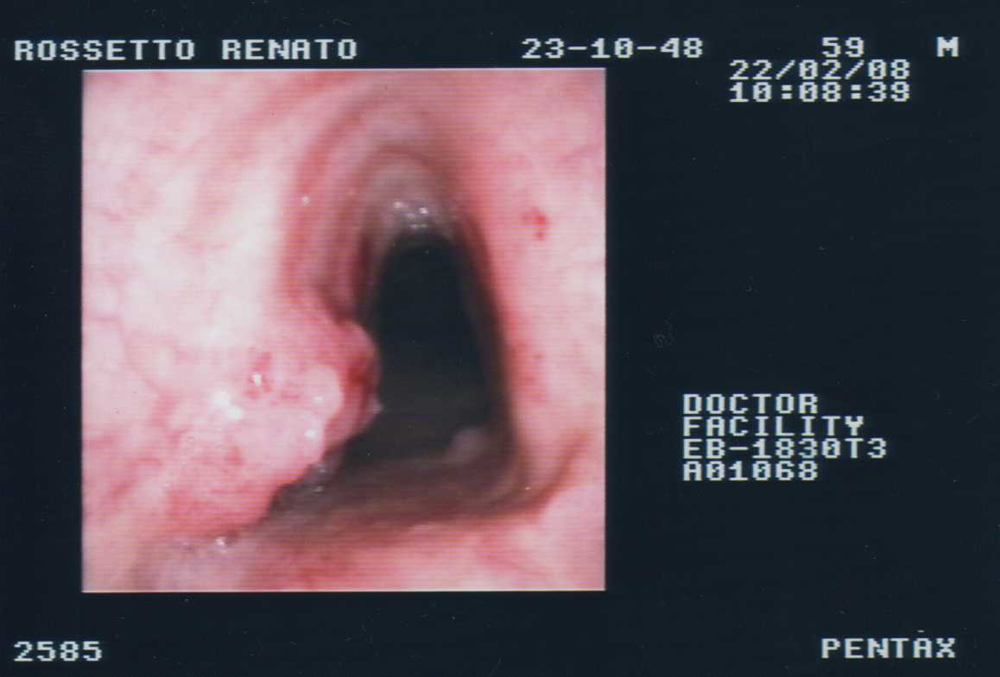 ROSSETTO RENATO 23-10-48 59 M
22/02/08
10:08:39
DOCTOR
FACILITY
EB-1830T3
A01068
2585 PENTAX